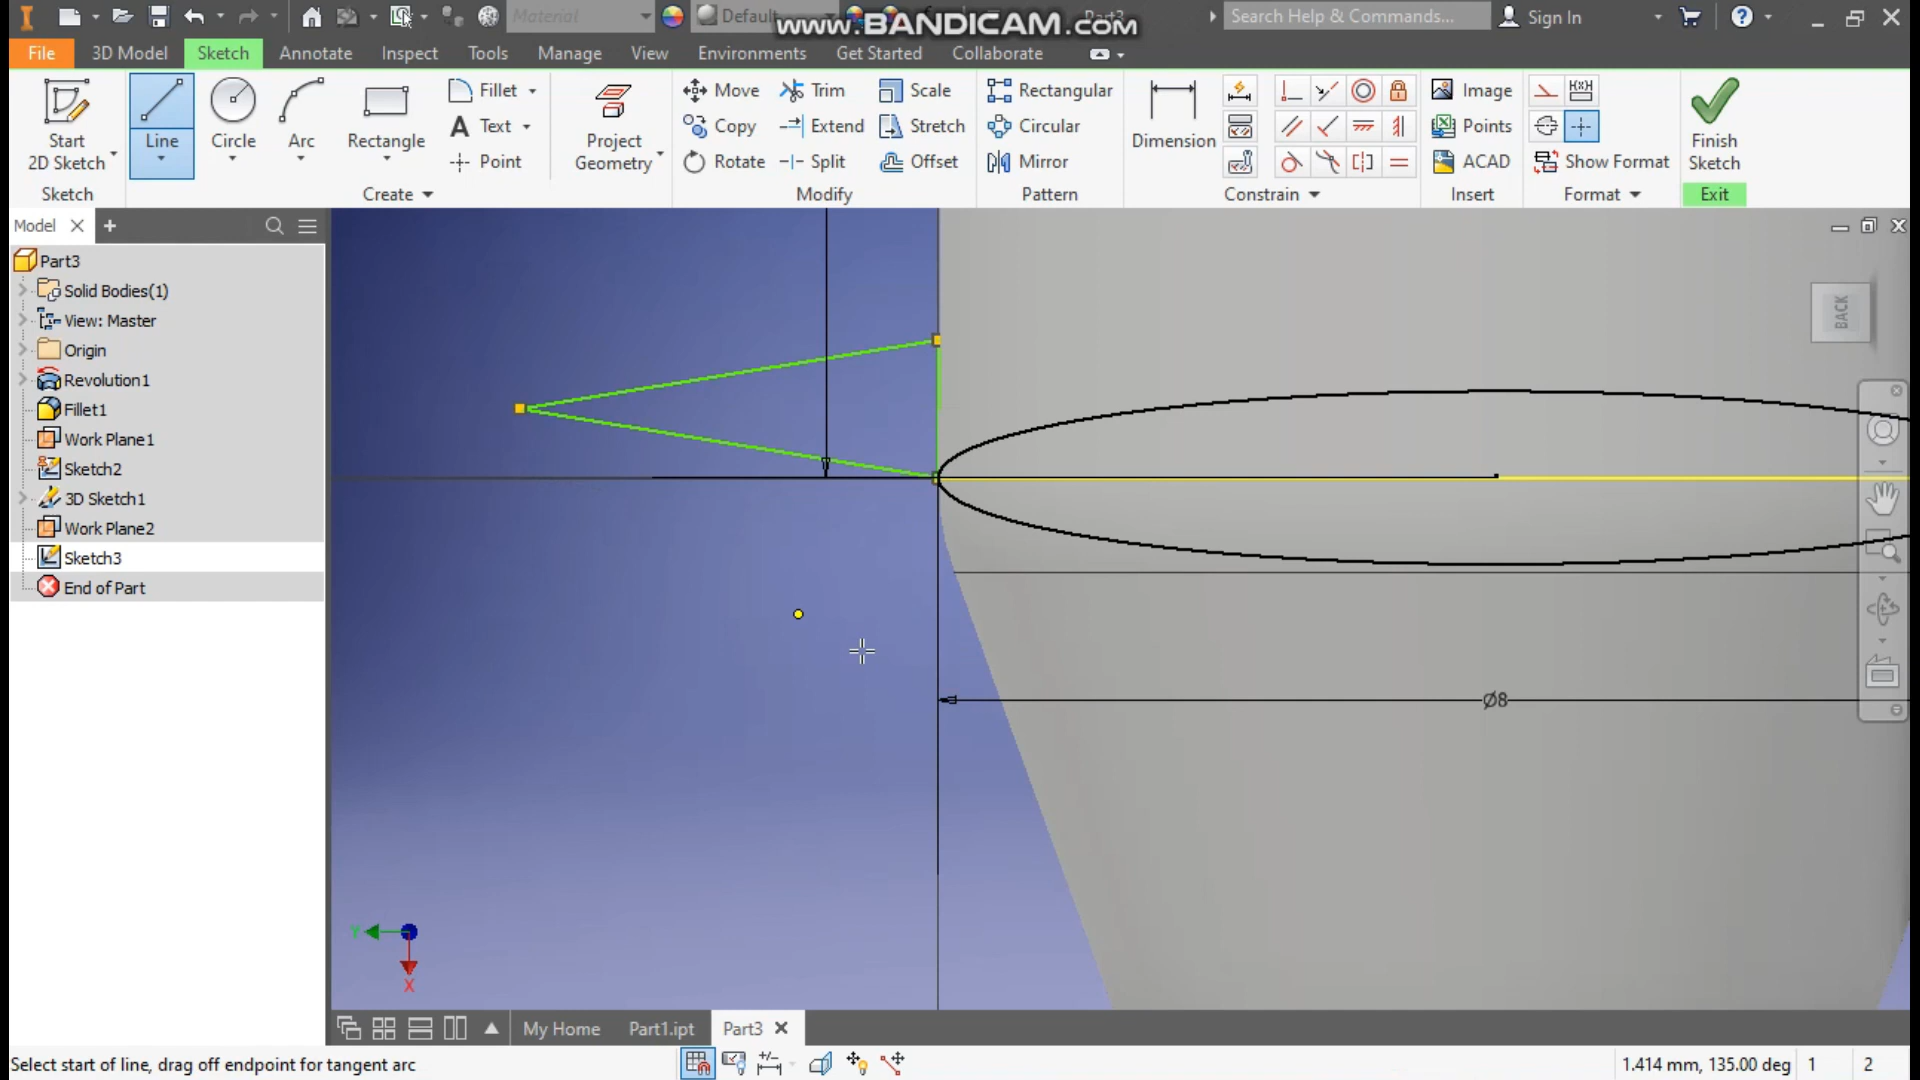 Material
Default
www.BANDICAM.com
Part3
Search Help & Commands...
Sign In
File
3D Model
Sketch
Annotate
Inspect
Tools
Manage
View
Environments
Get Started
Collaborate
Start
2D Sketch
Line
Circle
Arc
Rectangle
Fillet
Text
Point
Project
Geometry
Move
Copy
Rotate
Trim
Extend
Split
Scale
Stretch
Offset
Rectangular
Circular
Mirror
Dimension
Image
Points
ACAD
Show Format
Finish
Sketch
Sketch
Create
Modify
Pattern
Constrain
Insert
Format
Exit
Model
Part3
Solid Bodies(1)
View: Master
Origin
Revolution1
Fillet1
Work Plane1
Sketch2
3D Sketch1
Work Plane2
Sketch3
End of Part
BACK
Ø8
Y
X
My Home
Part1.ipt
Part3
Select start of line, drag off endpoint for tangent arc
1.414 mm, 135.00 deg
1
2